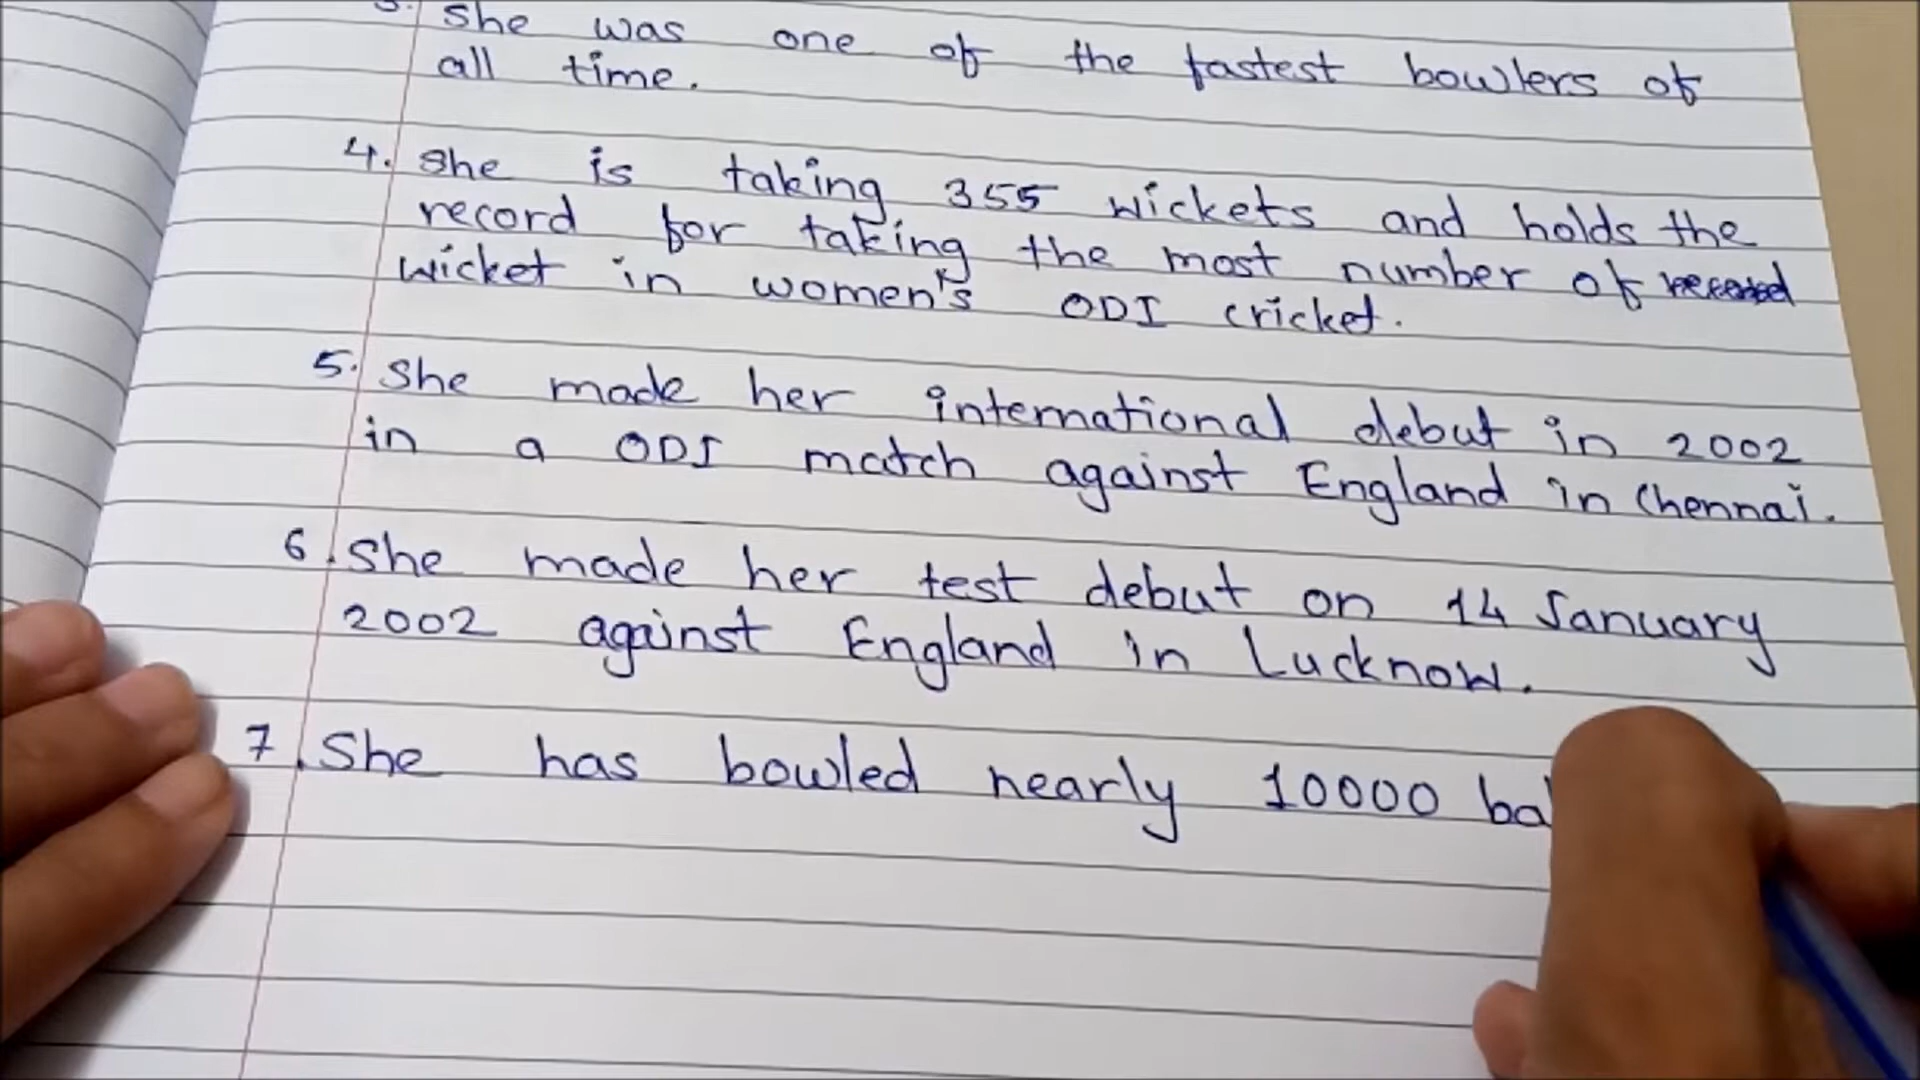 3. She was one of the fastest bowlers of
all time.
4. She is taking 355 wickets and holds the
record for taking the most number of
wicket in women's ODI cricket.
5. She made her international debut in 2002
in a ODI match against England in Chennai.
6. She made her test debut on 14 January
2002 against England in Lucknow.
7. She has bowled nearly 10000 ba